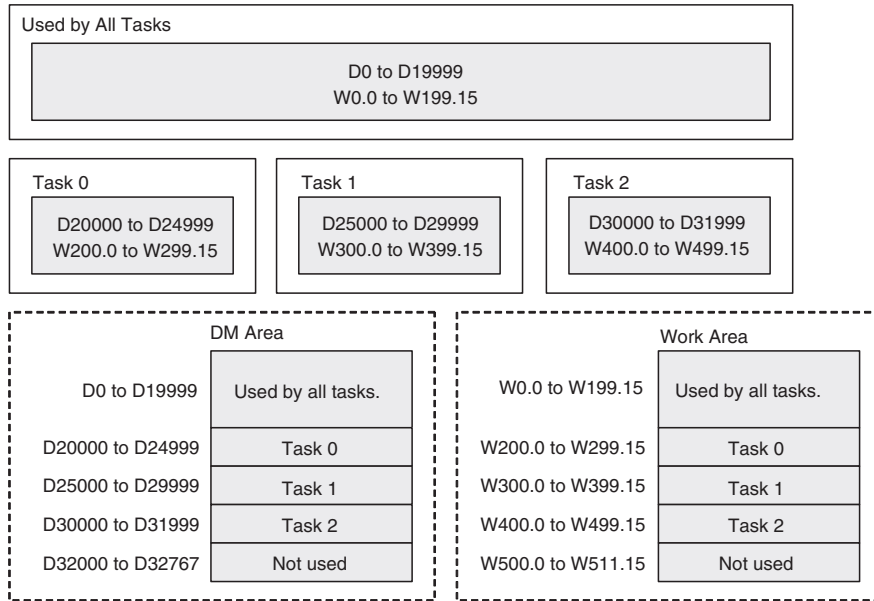 Used by All Tasks
D0 to D19999
W0.0 to W199.15
Task 0
D20000 to D24999
W200.0 to W299.15
Task 1
D25000 to D29999
W300.0 to W399.15
Task 2
D30000 to D31999
W400.0 to W499.15
DM Area
D0 to D19999 Used by all tasks.
D20000 to D24999 Task 0
D25000 to D29999 Task 1
D30000 to D31999 Task 2
D32000 to D32767 Not used
Work Area
W0.0 to W199.15 Used by all tasks.
W200.0 to W299.15 Task 0
W300.0 to W399.15 Task 1
W400.0 to W499.15 Task 2
W500.0 to W511.15 Not used